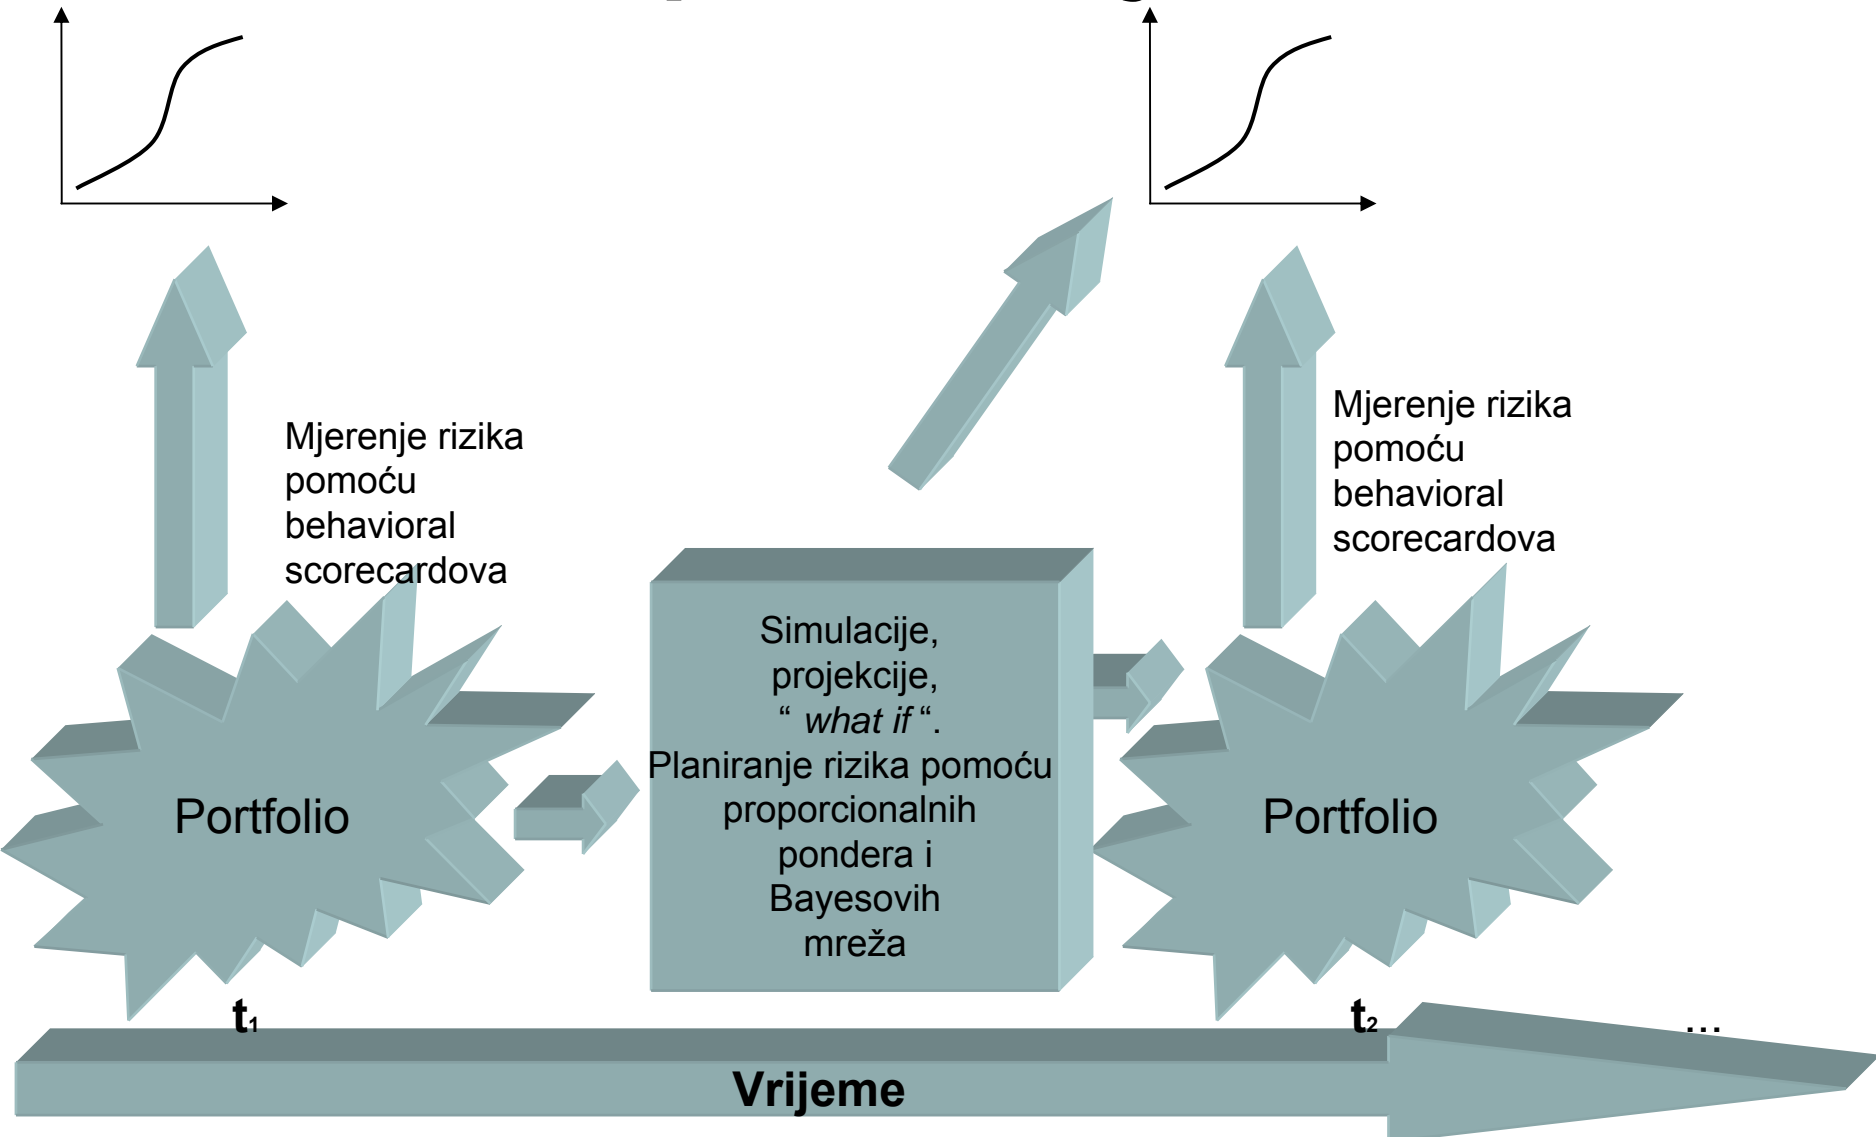 Mjerenje rizika
pomoću
behavioral
scorecardova
Mjerenje rizika
pomoću
behavioral
scorecardova
Simulacije,
projekcije,
“ what if “.
Planiranje rizika pomoću
proporcionalnih
pondera i
Bayesovih
mreža
Portfolio
Portfolio
t₁
t₂
...
Vrijeme